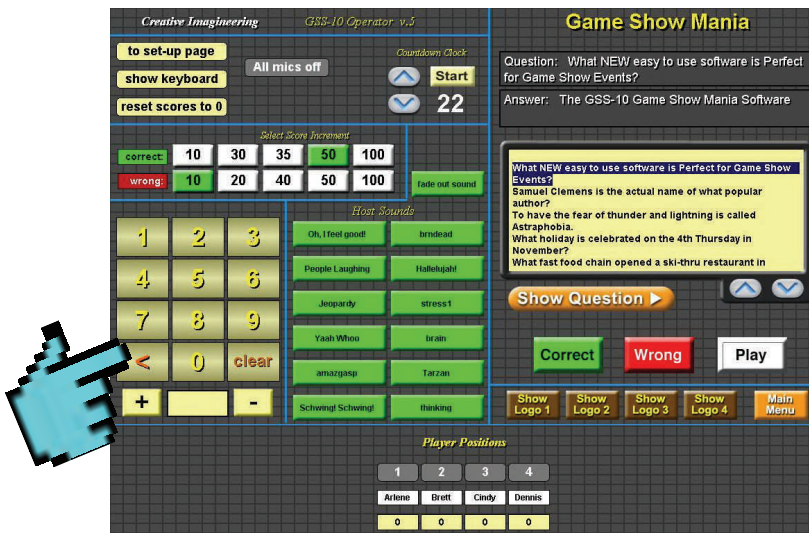 Creative Imagineering
GSS-10 Operator v.5
to set-up page
show keyboard
reset scores to 0
All mics off
Countdown Clock
Start
22
Game Show Mania
Question: What NEW easy to use software is Perfect
for Game Show Events?
Answer: The GSS-10 Game Show Mania Software
Select Score Increment
correct: 10 30 35 50 100
wrong: 10 20 40 50 100
fade out sound
What NEW easy to use software is Perfect for Game Show
Events?
Samuel Clemens is the actual name of what popular
author?
To have the fear of thunder and lightning is called
Astraphobia.
What holiday is celebrated on the 4th Thursday in
November?
What fast food chain opened a ski-thru restaurant in
Show Question
1 2 3
4 5 6
7 8 9
< 0 clear
+ -
Host Sounds
Oh, I feel good! brndead
People Laughing Hallelujah!
Jeopardy stress1
Yaah Whoo brain
amazgasp Tarzan
Schwing! Schwing! thinking
Correct
Wrong
Play
Show
Logo 1
Show
Logo 2
Show
Logo 3
Show
Logo 4
Main
Menu
Player Positions
1 2 3 4
Arlene Brett Cindy Dennis
0 0 0 0